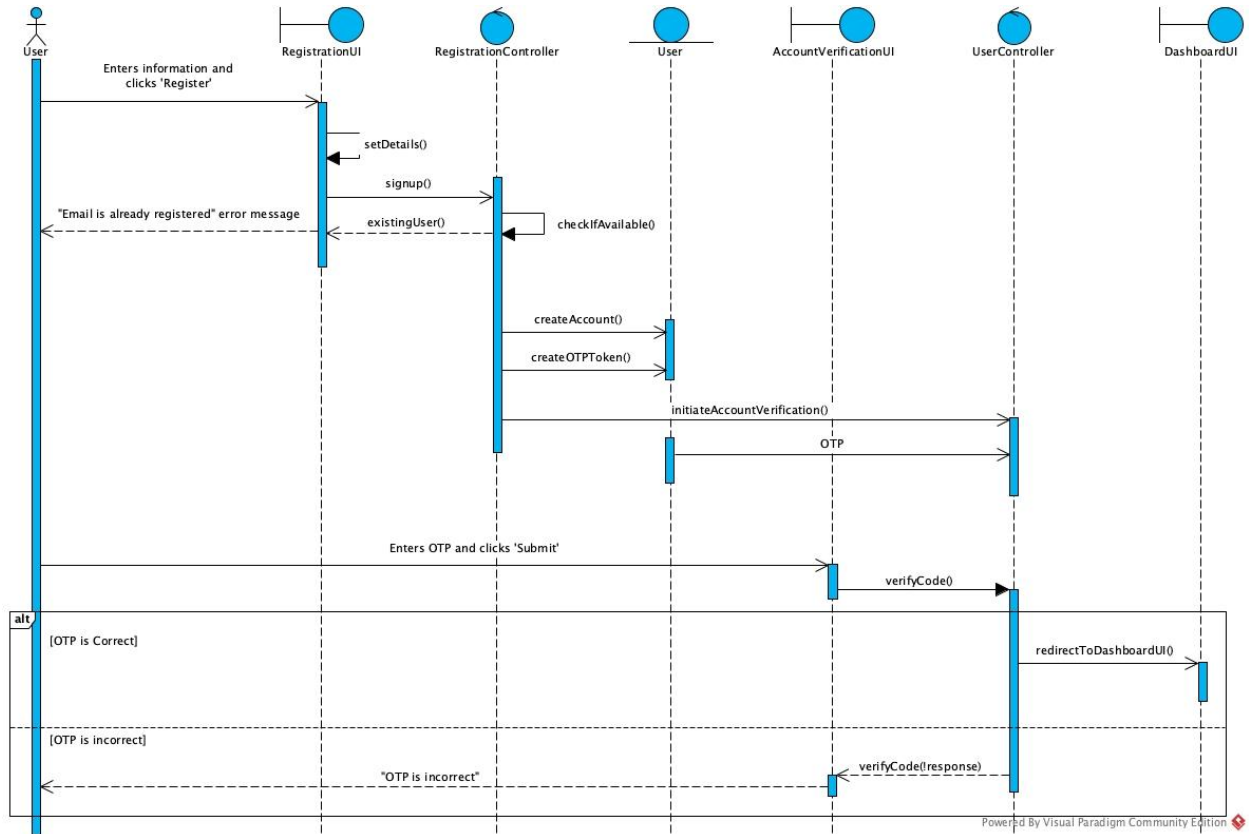 User
RegistrationUI
RegistrationController
User
AccountVerificationUI
UserController
DashboardUI
Enters information and
clicks 'Register'
setDetails()
signup()
"Email is already registered" error message
existingUser()
checkIfAvailable()
createAccount()
createOTPToken()
initiateAccountVerification()
OTP
Enters OTP and clicks 'Submit'
verifyCode()
alt
[OTP is Correct]
redirectToDashboardUI()
[OTP is incorrect]
verifyCode(!response)
"OTP is incorrect"
Powered By Visual Paradigm Community Edition